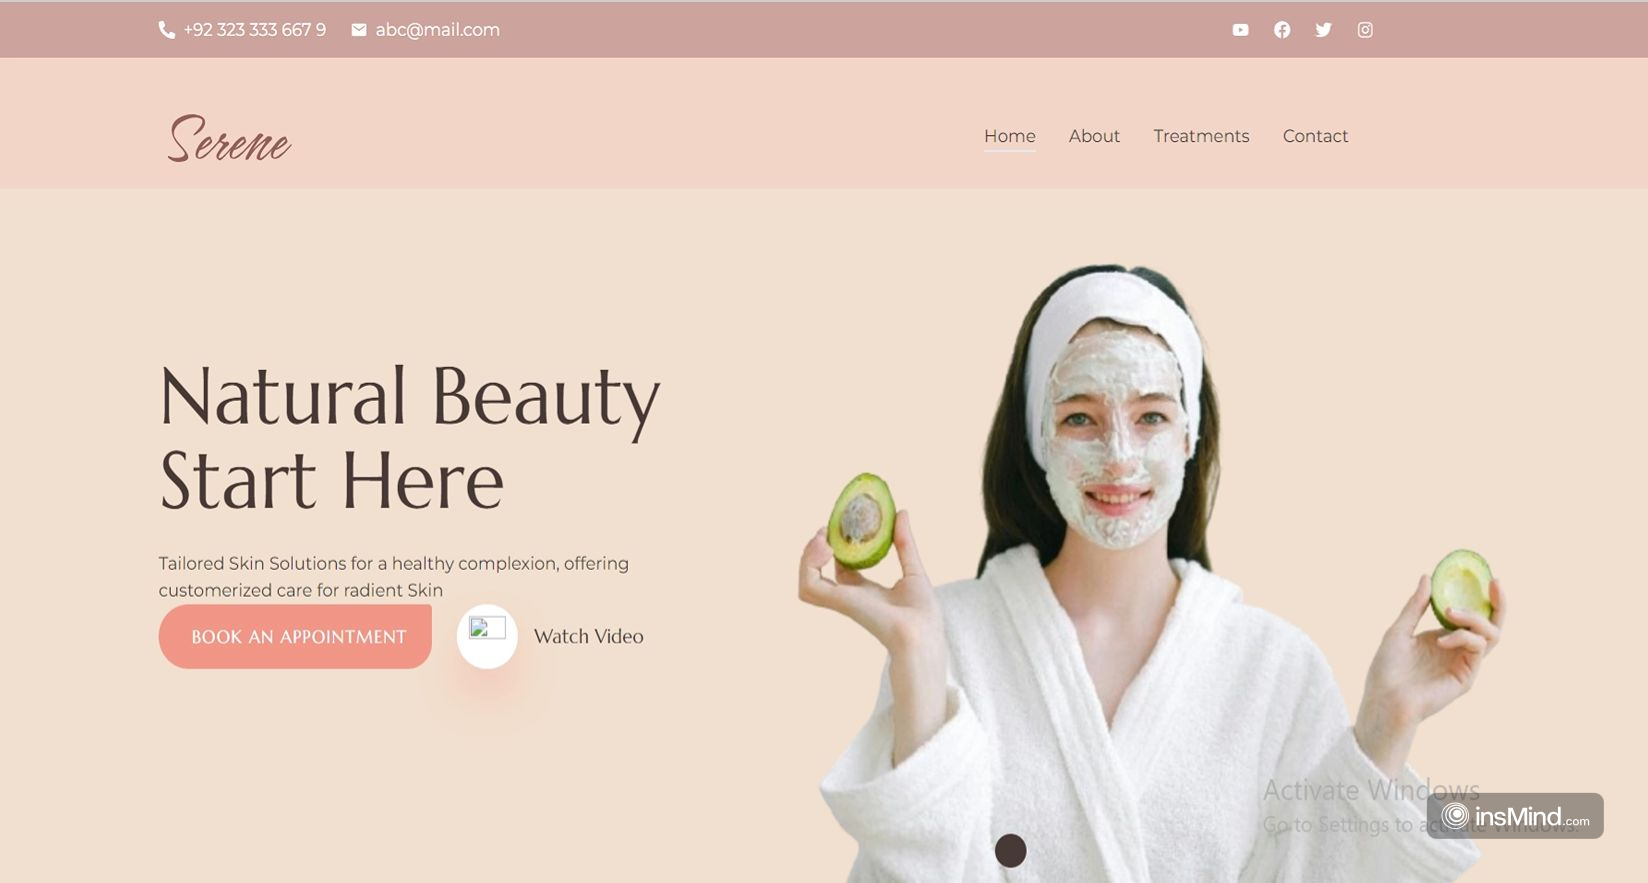 +92 323 333 667 9 abc@mail.com
Serene
Home About Treatments Contact
Natural Beauty
Start Here
Tailored Skin Solutions for a healthy complexion, offering
customerized care for radient Skin
BOOK AN APPOINTMENT Watch Video
Activate Windows
Go to Settings to activate Windows.
insMind.com